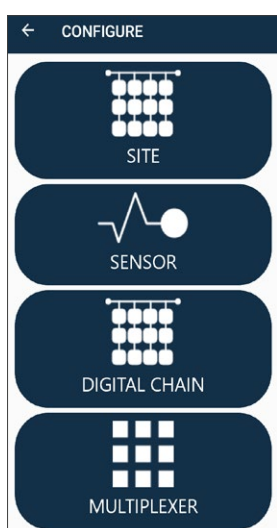 CONFIGURE
SITE
SENSOR
DIGITAL CHAIN
MULTIPLEXER